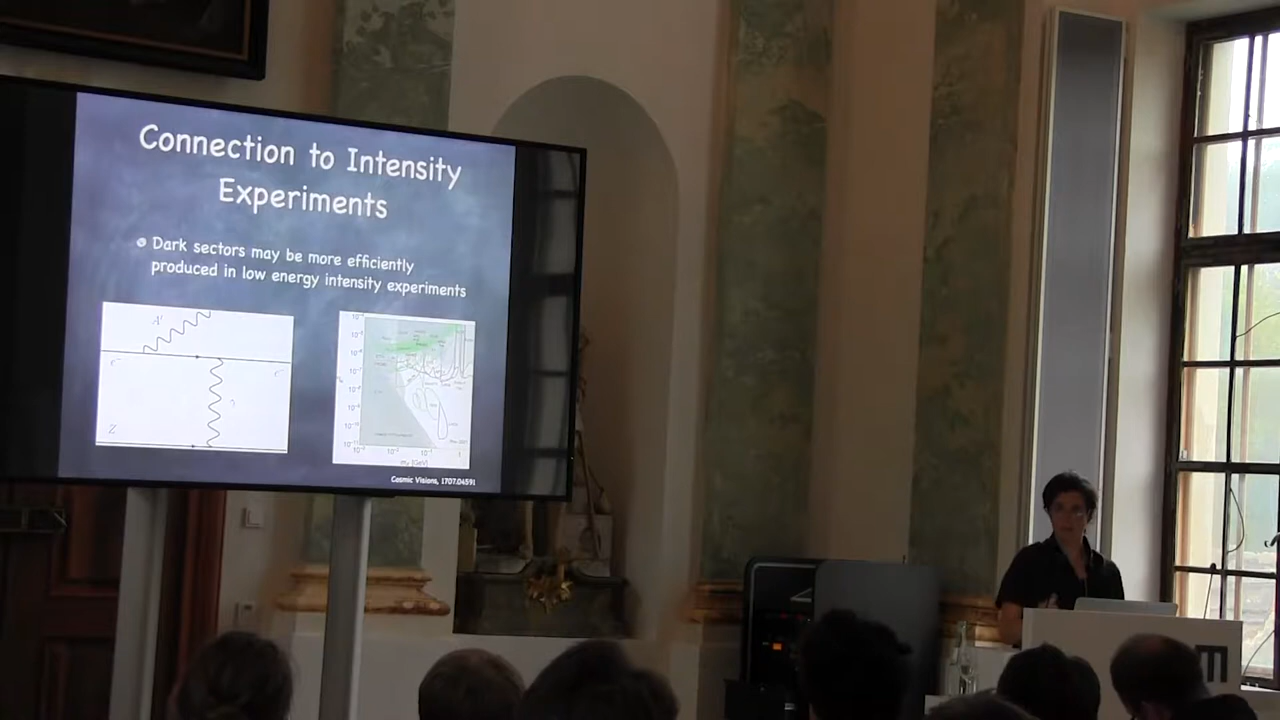 Connection to Intensity
Experiments
Dark sectors may be more efficiently
produced in low energy intensity experiments
A'
Z
Cosmic Visions, 1707.04591